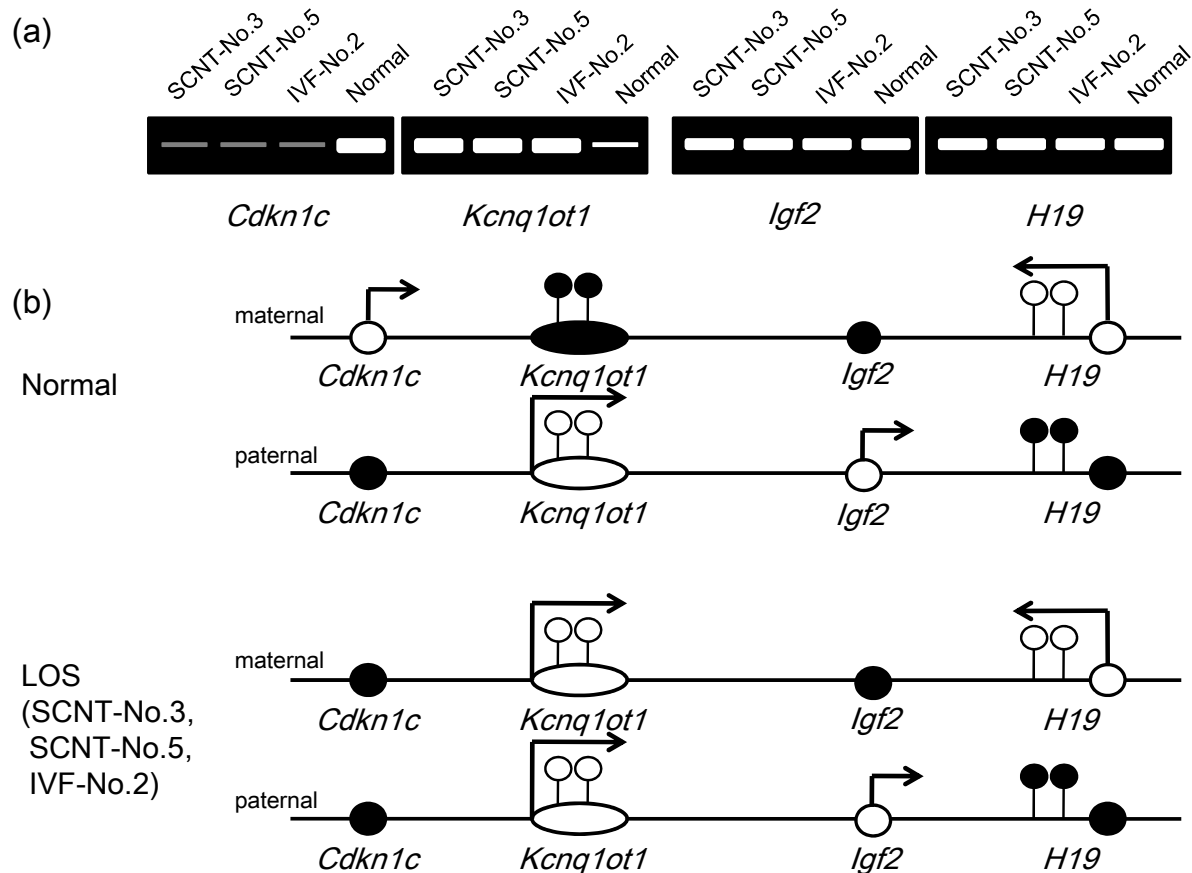 (a)
SCNT-No.3 SCNT-No.5 IVF-No.2 Normal SCNT-No.3 SCNT-No.5 IVF-No.2 Normal SCNT-No.3 SCNT-No.5 IVF-No.2 Normal SCNT-No.3 SCNT-No.5 IVF-No.2 Normal
Cdkn1c Kcnq1ot1 Igf2 H19
(b)
maternal
Cdkn1c Kcnq1ot1 Igf2 H19
Normal
paternal
Cdkn1c Kcnq1ot1 Igf2 H19
maternal
Cdkn1c Kcnq1ot1 Igf2 H19
LOS
(SCNT-No.3,
SCNT-No.5,
IVF-No.2)
paternal
Cdkn1c Kcnq1ot1 Igf2 H19